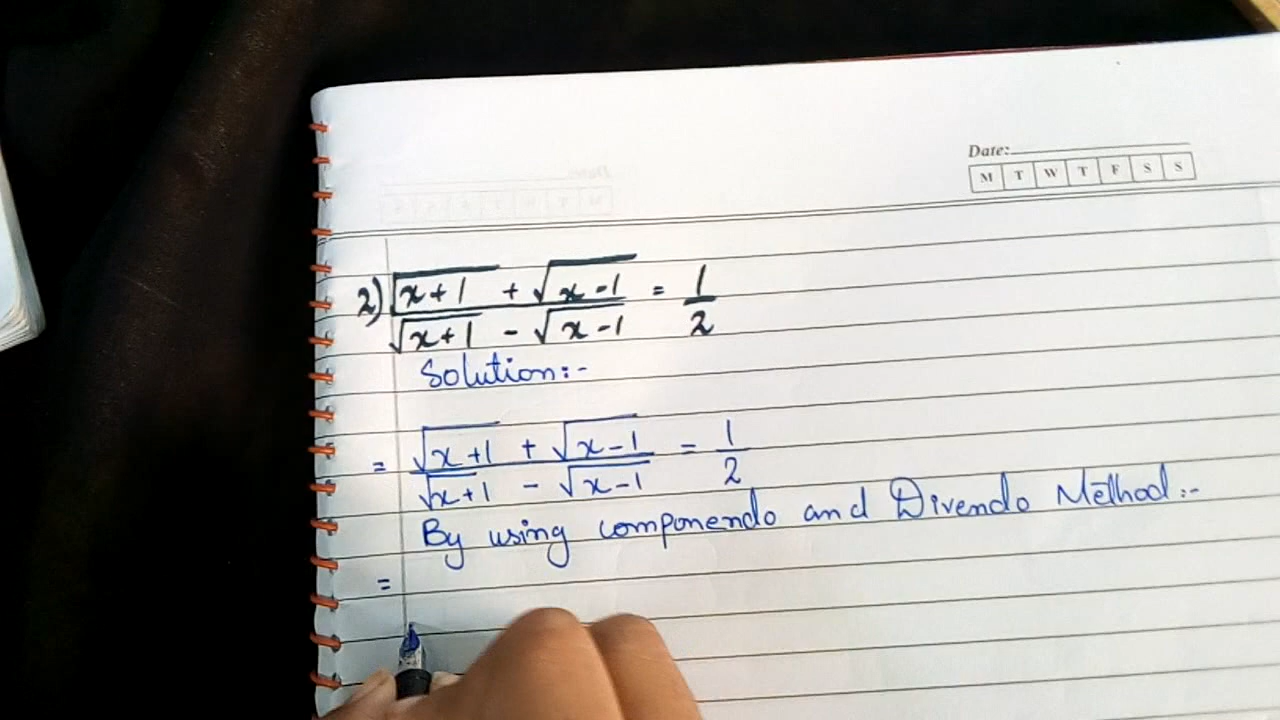 Date:
M T W T F S S
2) √x+1 + √x-1 = 1
√x+1 - √x-1 2
Solution:-
= √x+1 + √x-1 = 1
√x+1 - √x-1 2
By using componendo and Divendo Method:-
=